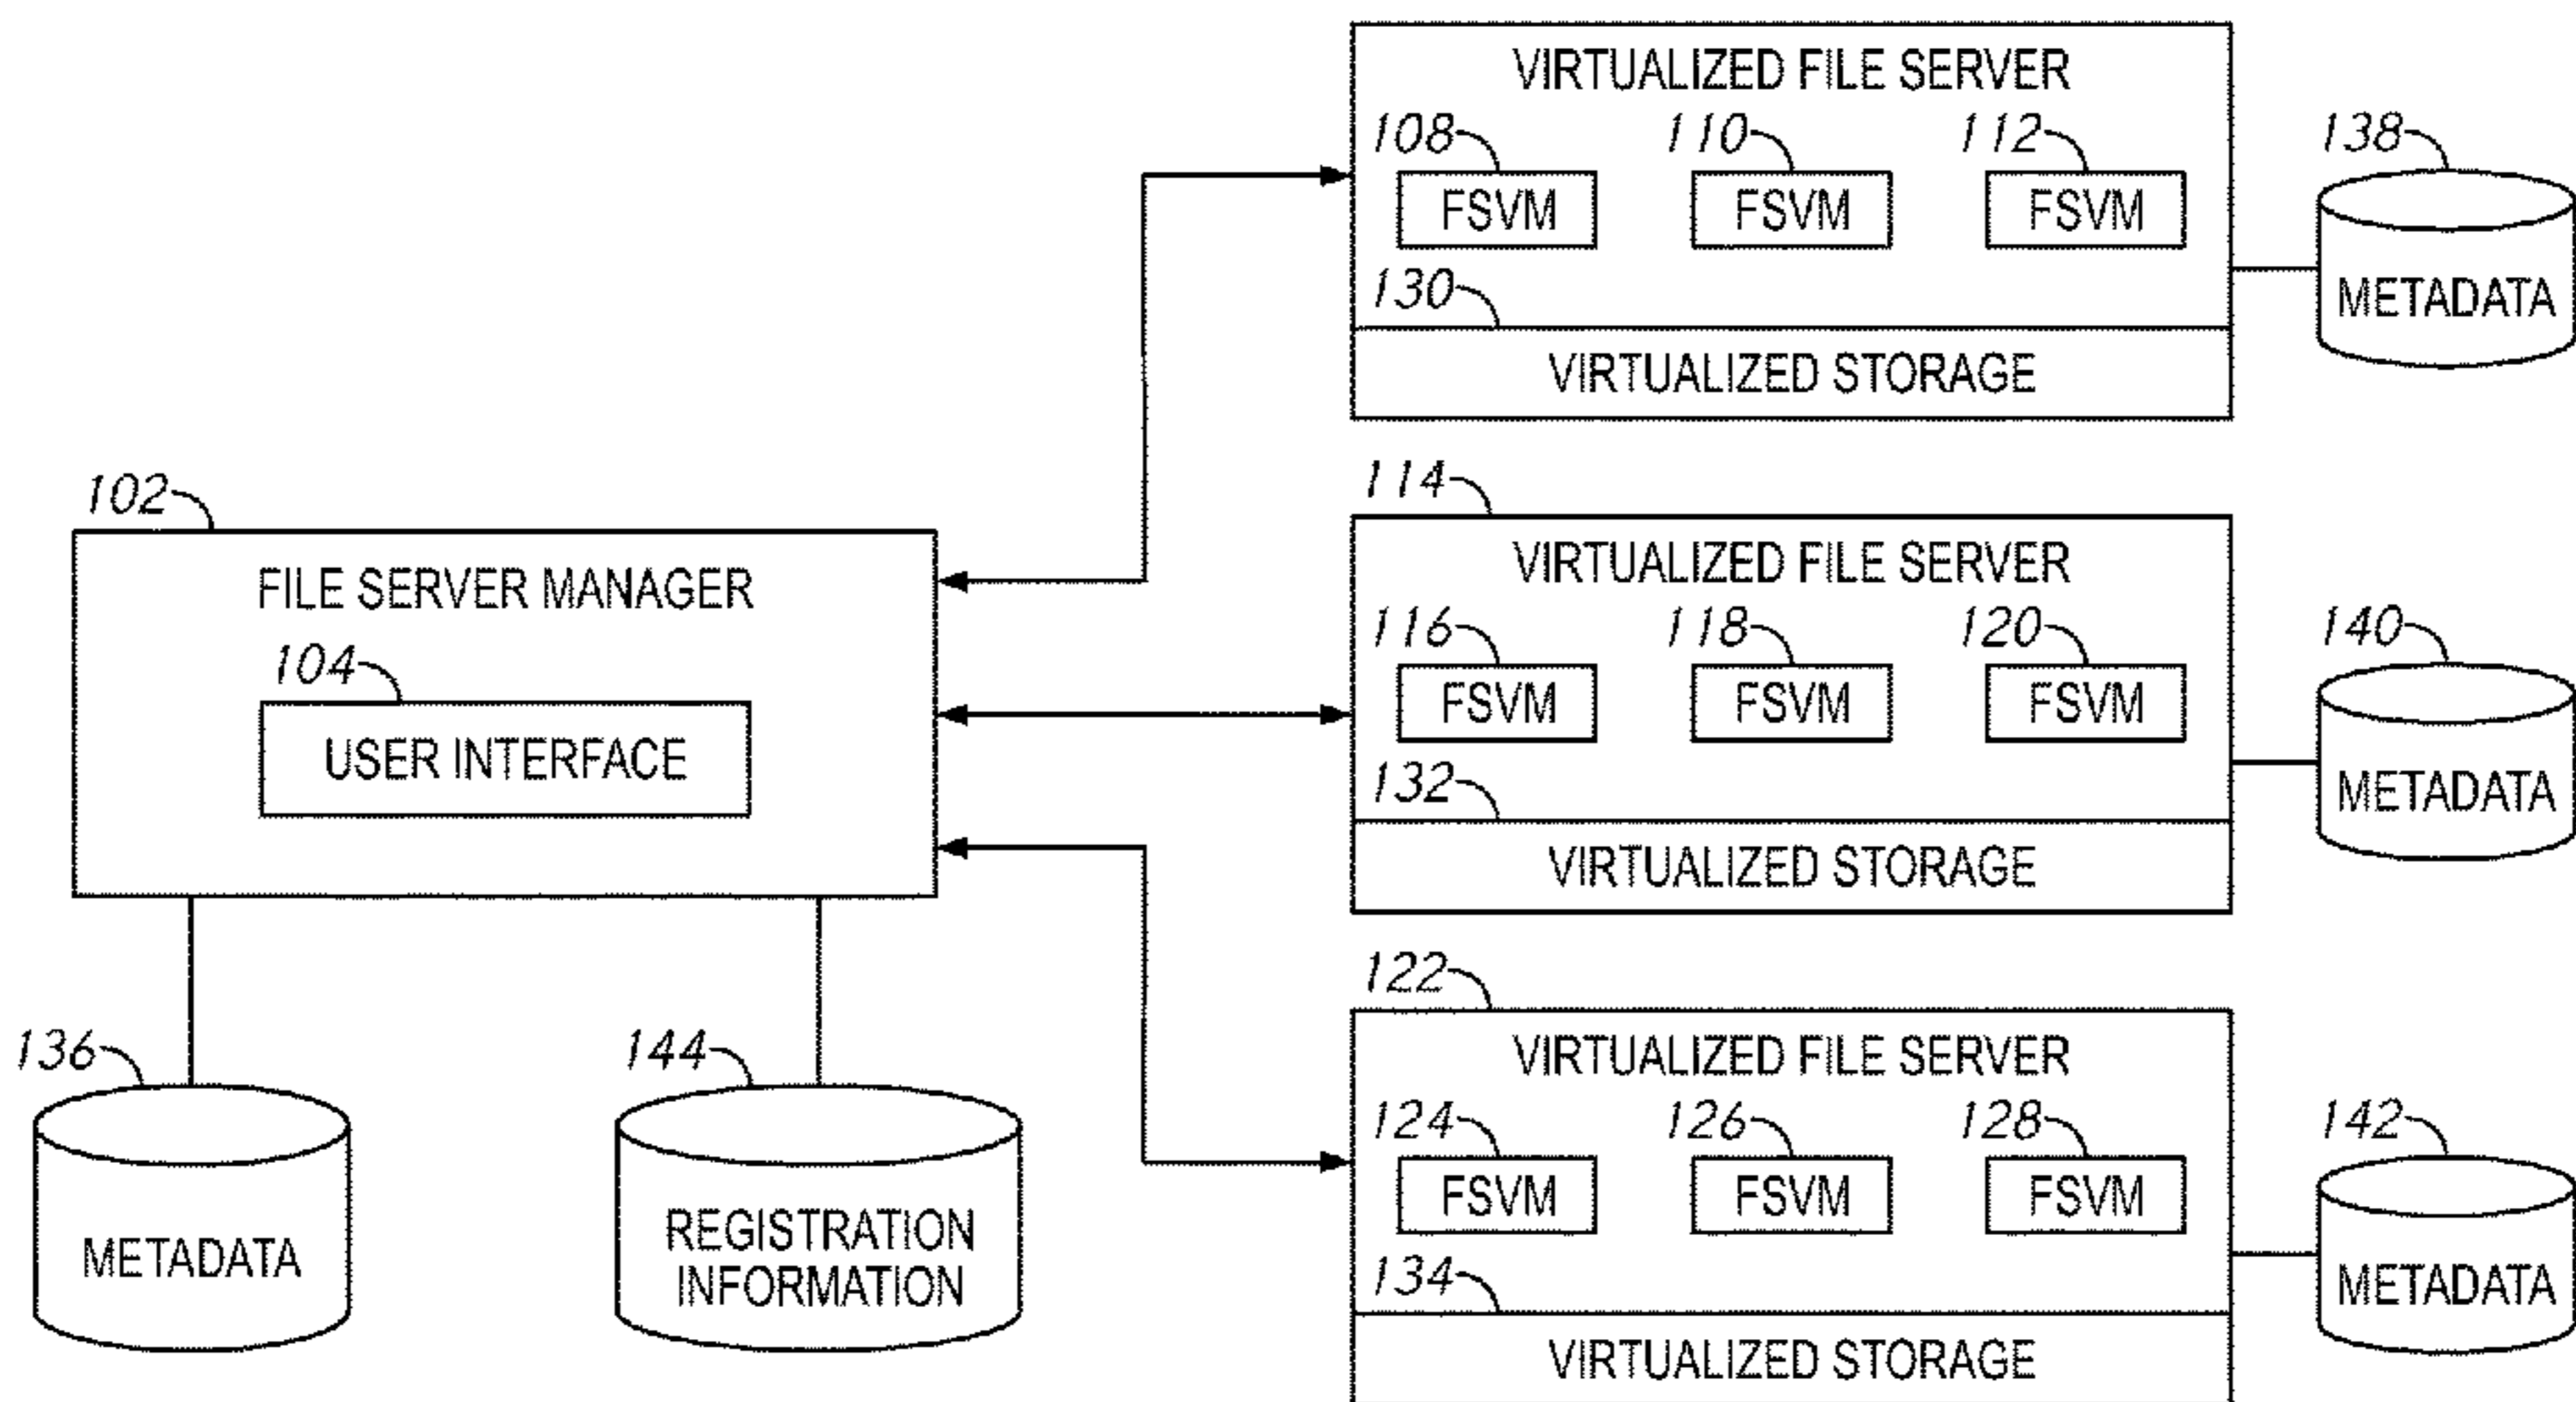 VIRTUALIZED FILE SERVER
108 110 112
FSVM FSVM FSVM
130
VIRTUALIZED STORAGE
138
METADATA
102
FILE SERVER MANAGER
104
USER INTERFACE
114
VIRTUALIZED FILE SERVER
116 118 120
FSVM FSVM FSVM
132
VIRTUALIZED STORAGE
140
METADATA
136
METADATA
144
REGISTRATION
INFORMATION
122
VIRTUALIZED FILE SERVER
124 126 128
FSVM FSVM FSVM
134
VIRTUALIZED STORAGE
142
METADATA